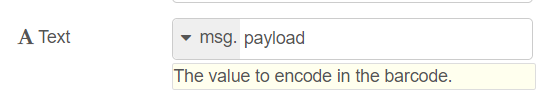 A Text msg. payload
The value to encode in the barcode.